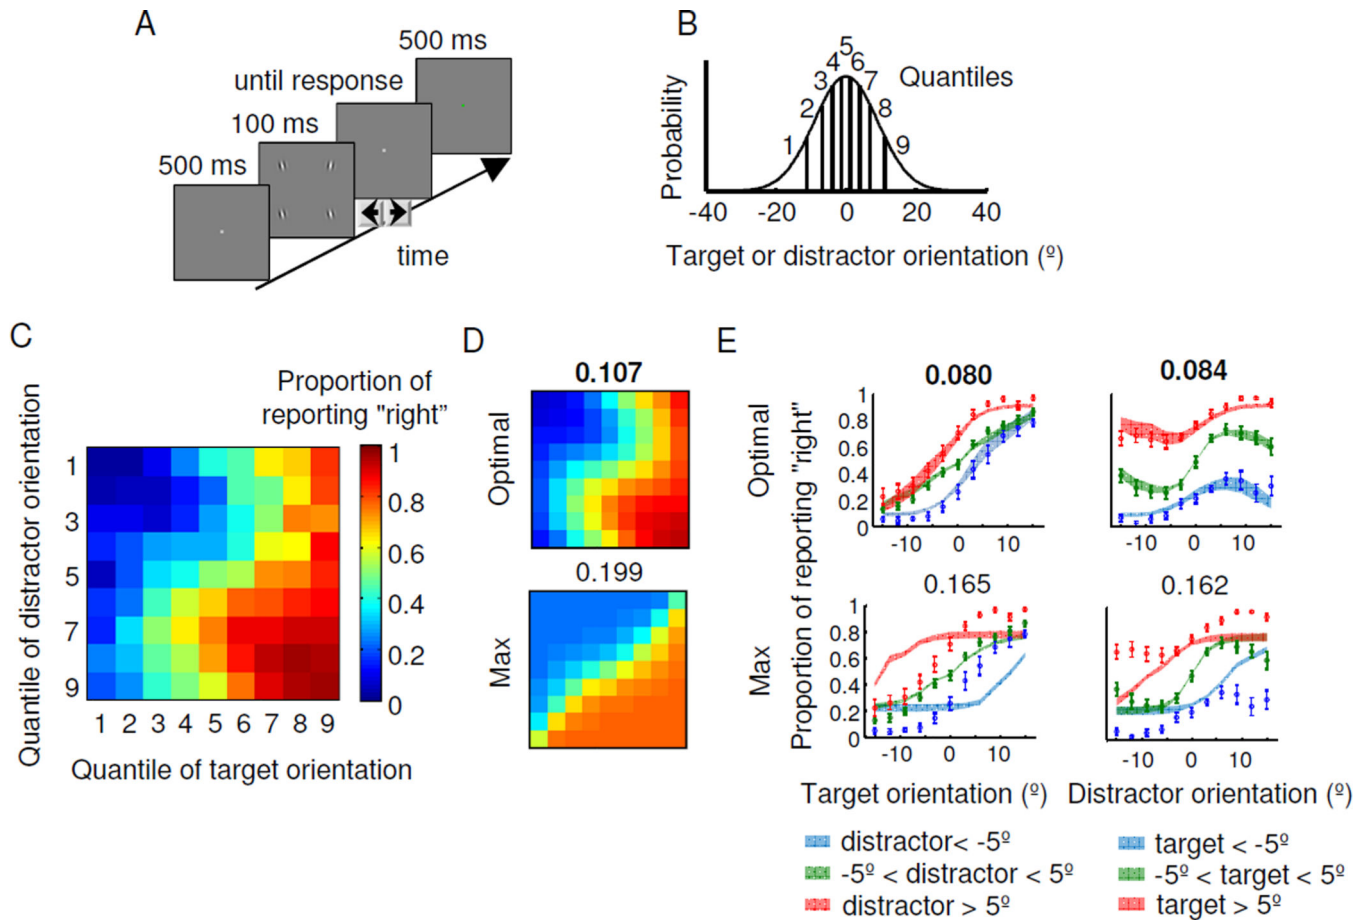 A
500 ms
until response
100 ms
500 ms
time
B
Probability
1 2 3 4 5 6 7 8 9
Quantiles
-40 -20 0 20 40
Target or distractor orientation (º)
C
Quantile of distractor orientation
Proportion of
reporting "right”
1
3
5
7
9
1 2 3 4 5 6 7 8 9
Quantile of target orientation
1
0.8
0.6
0.4
0.2
0
D
0.107
Optimal
0.199
Max
E
Optimal
Max
Proportion of reporting "right"
0.080
1
0.8
0.6
0.4
0.2
0
-10 0 10
0.084
-10 0 10
0.165
1
0.8
0.6
0.4
0.2
0
-10 0 10
0.162
-10 0 10
Target orientation (º)
Distractor orientation (º)
distractor< -5º
-5º < distractor < 5º
distractor > 5º
target < -5º
-5º < target < 5º
target > 5º